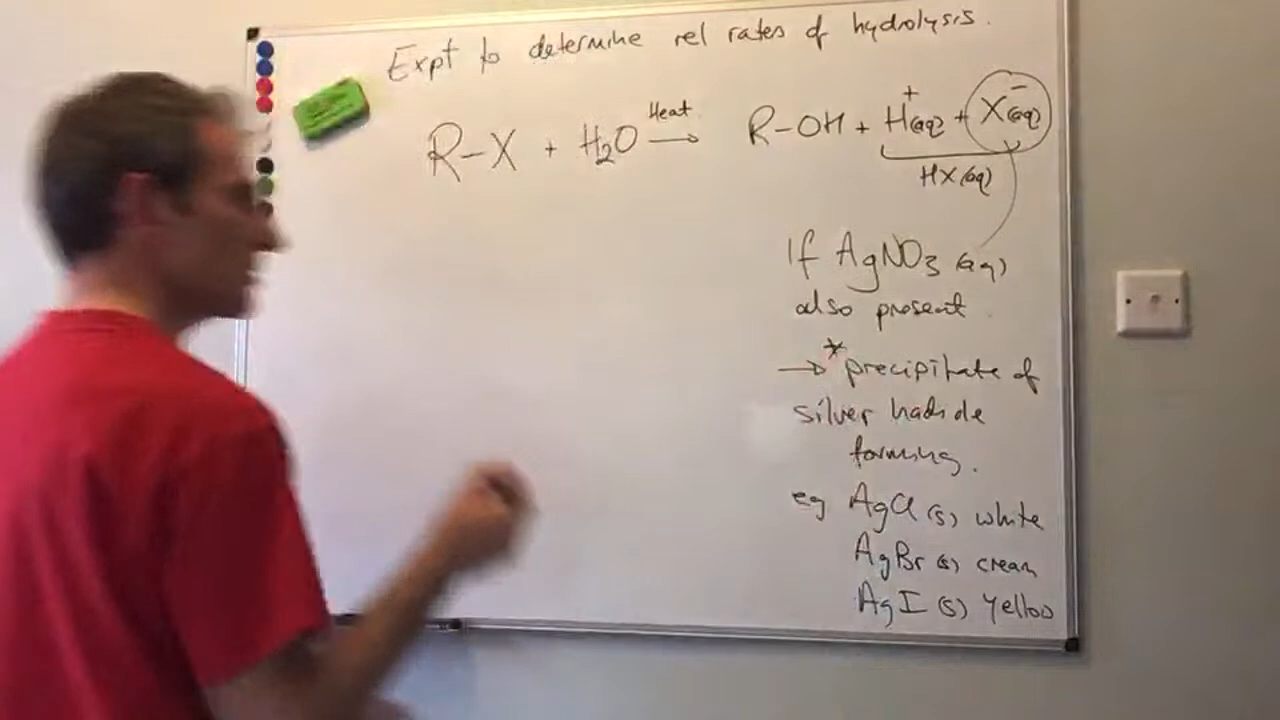 Expt to determine rel rates of hydrolysis.
R-X + H₂O Heat → R-OH + H⁺(aq) + X⁻(aq)
HX(aq)
If AgNO₃ (aq)
also present
→ * precipitate of
silver halide
forming.
eg AgCl (s) white
AgBr (s) cream
AgI (s) Yellow